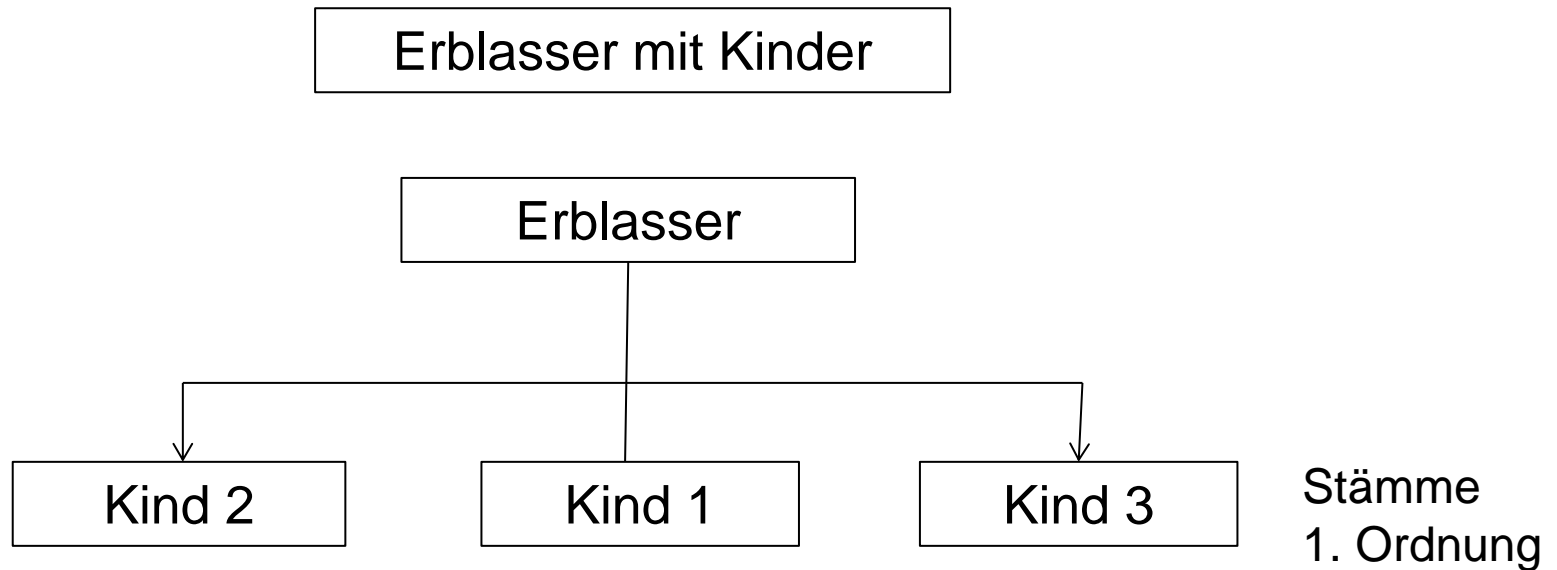 Erblasser mit Kinder
Erblasser
Kind 2
Kind 1
Kind 3
Stämme
1. Ordnung